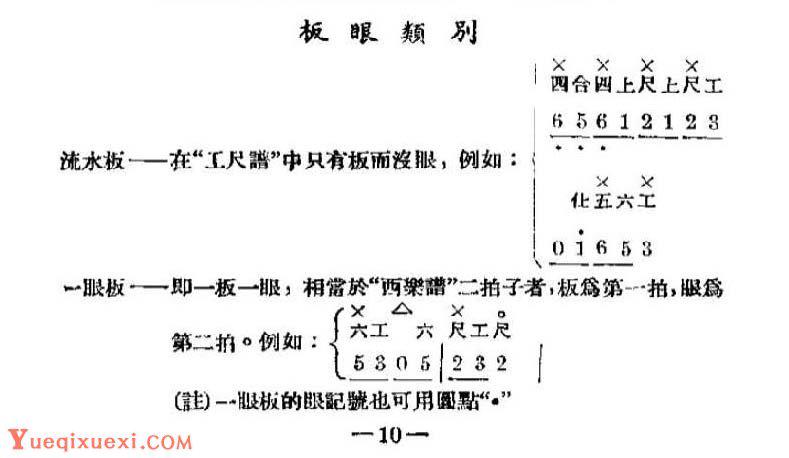 板眼類別
× × × ×
四合四上尺上尺工
6 5 6 1 2 1 2 3
流水板——在“工尺譜”中只有板而沒眼，例如：
× ×
仩五六工
0 i 6 5 3
一眼板——即一板一眼；相當於“西樂譜”二拍子者，板為第一拍，眼為
× △ × 。
六工 六 尺工尺
第二拍。例如：
5 3 0 5 | 2 3 2 |
(註)一眼板的眼記號也可用圓點“•”
—10—
Yueqixuexi.com